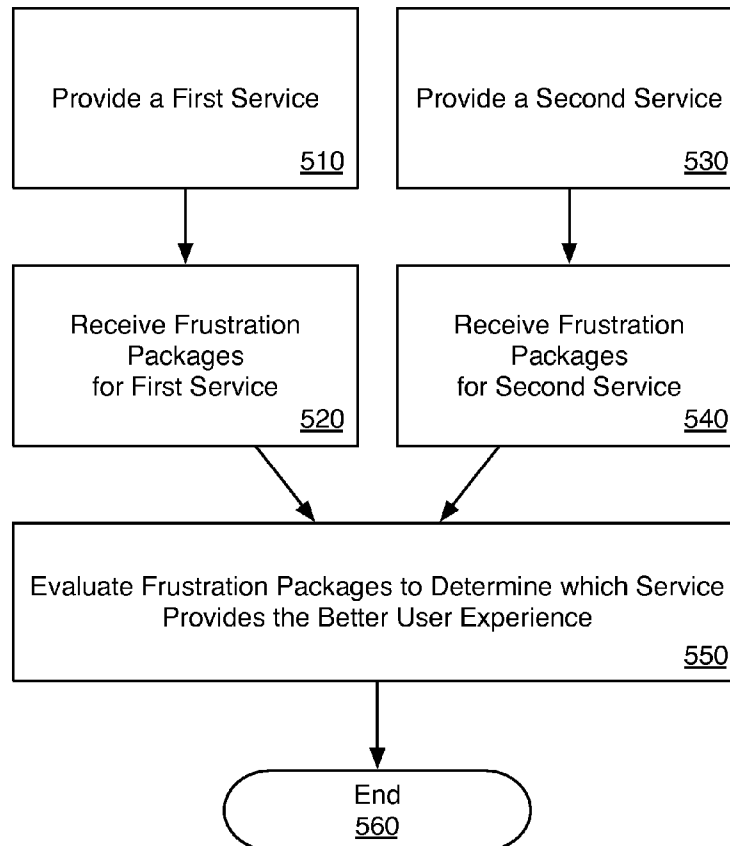 Provide a First Service
510
Provide a Second Service
530
Receive Frustration
Packages
for First Service
520
Receive Frustration
Packages
for Second Service
540
Evaluate Frustration Packages to Determine which Service
Provides the Better User Experience
550
End
560